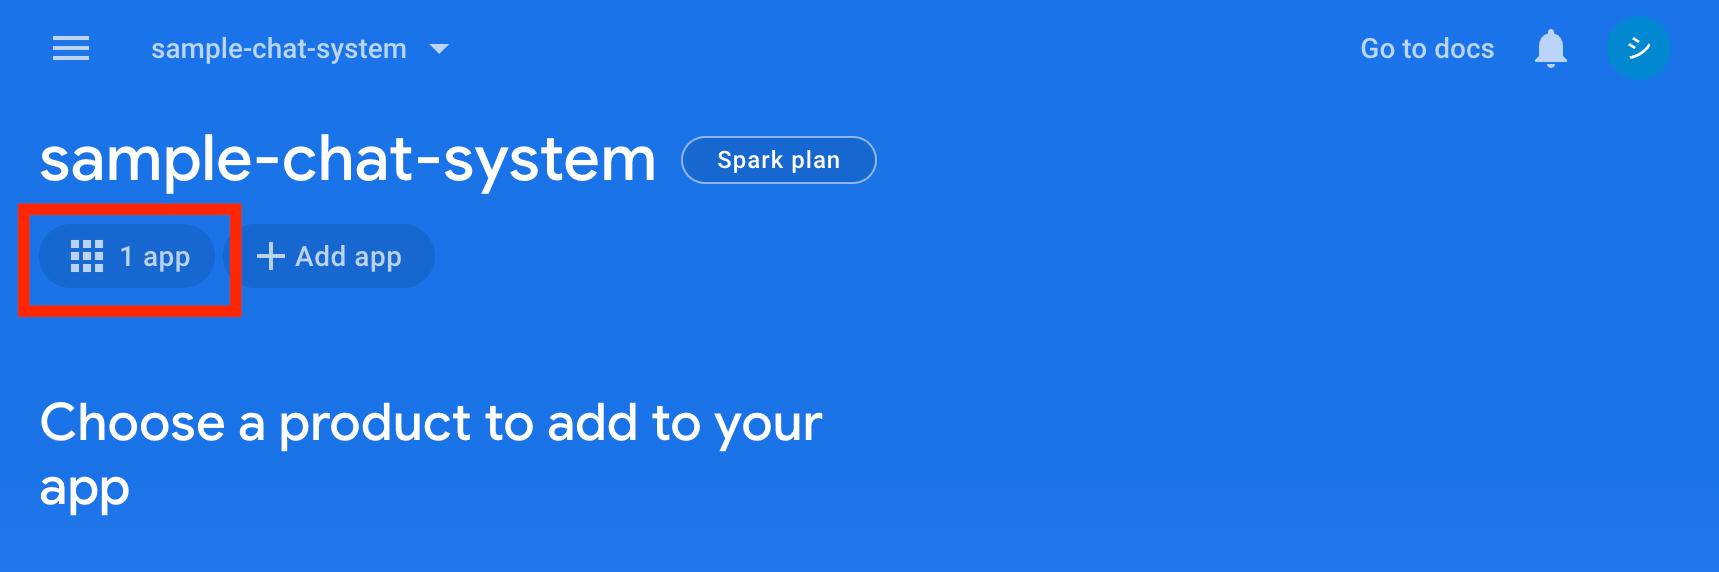 sample-chat-system
Go to docs
シ
sample-chat-system
Spark plan
1 app
Add app
Choose a product to add to your
app